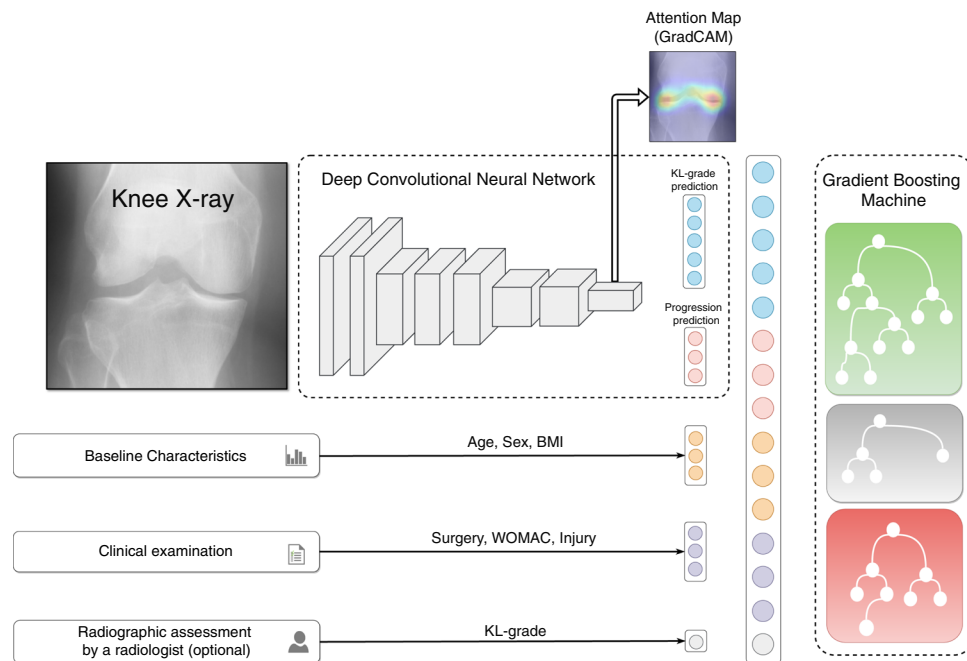 Attention Map
(GradCAM)
Knee X-ray
Deep Convolutional Neural Network
KL-grade
prediction
Progression
prediction
Gradient Boosting
Machine
Baseline Characteristics
Age, Sex, BMI
Clinical examination
Surgery, WOMAC, Injury
Radiographic assessment
by a radiologist (optional)
KL-grade